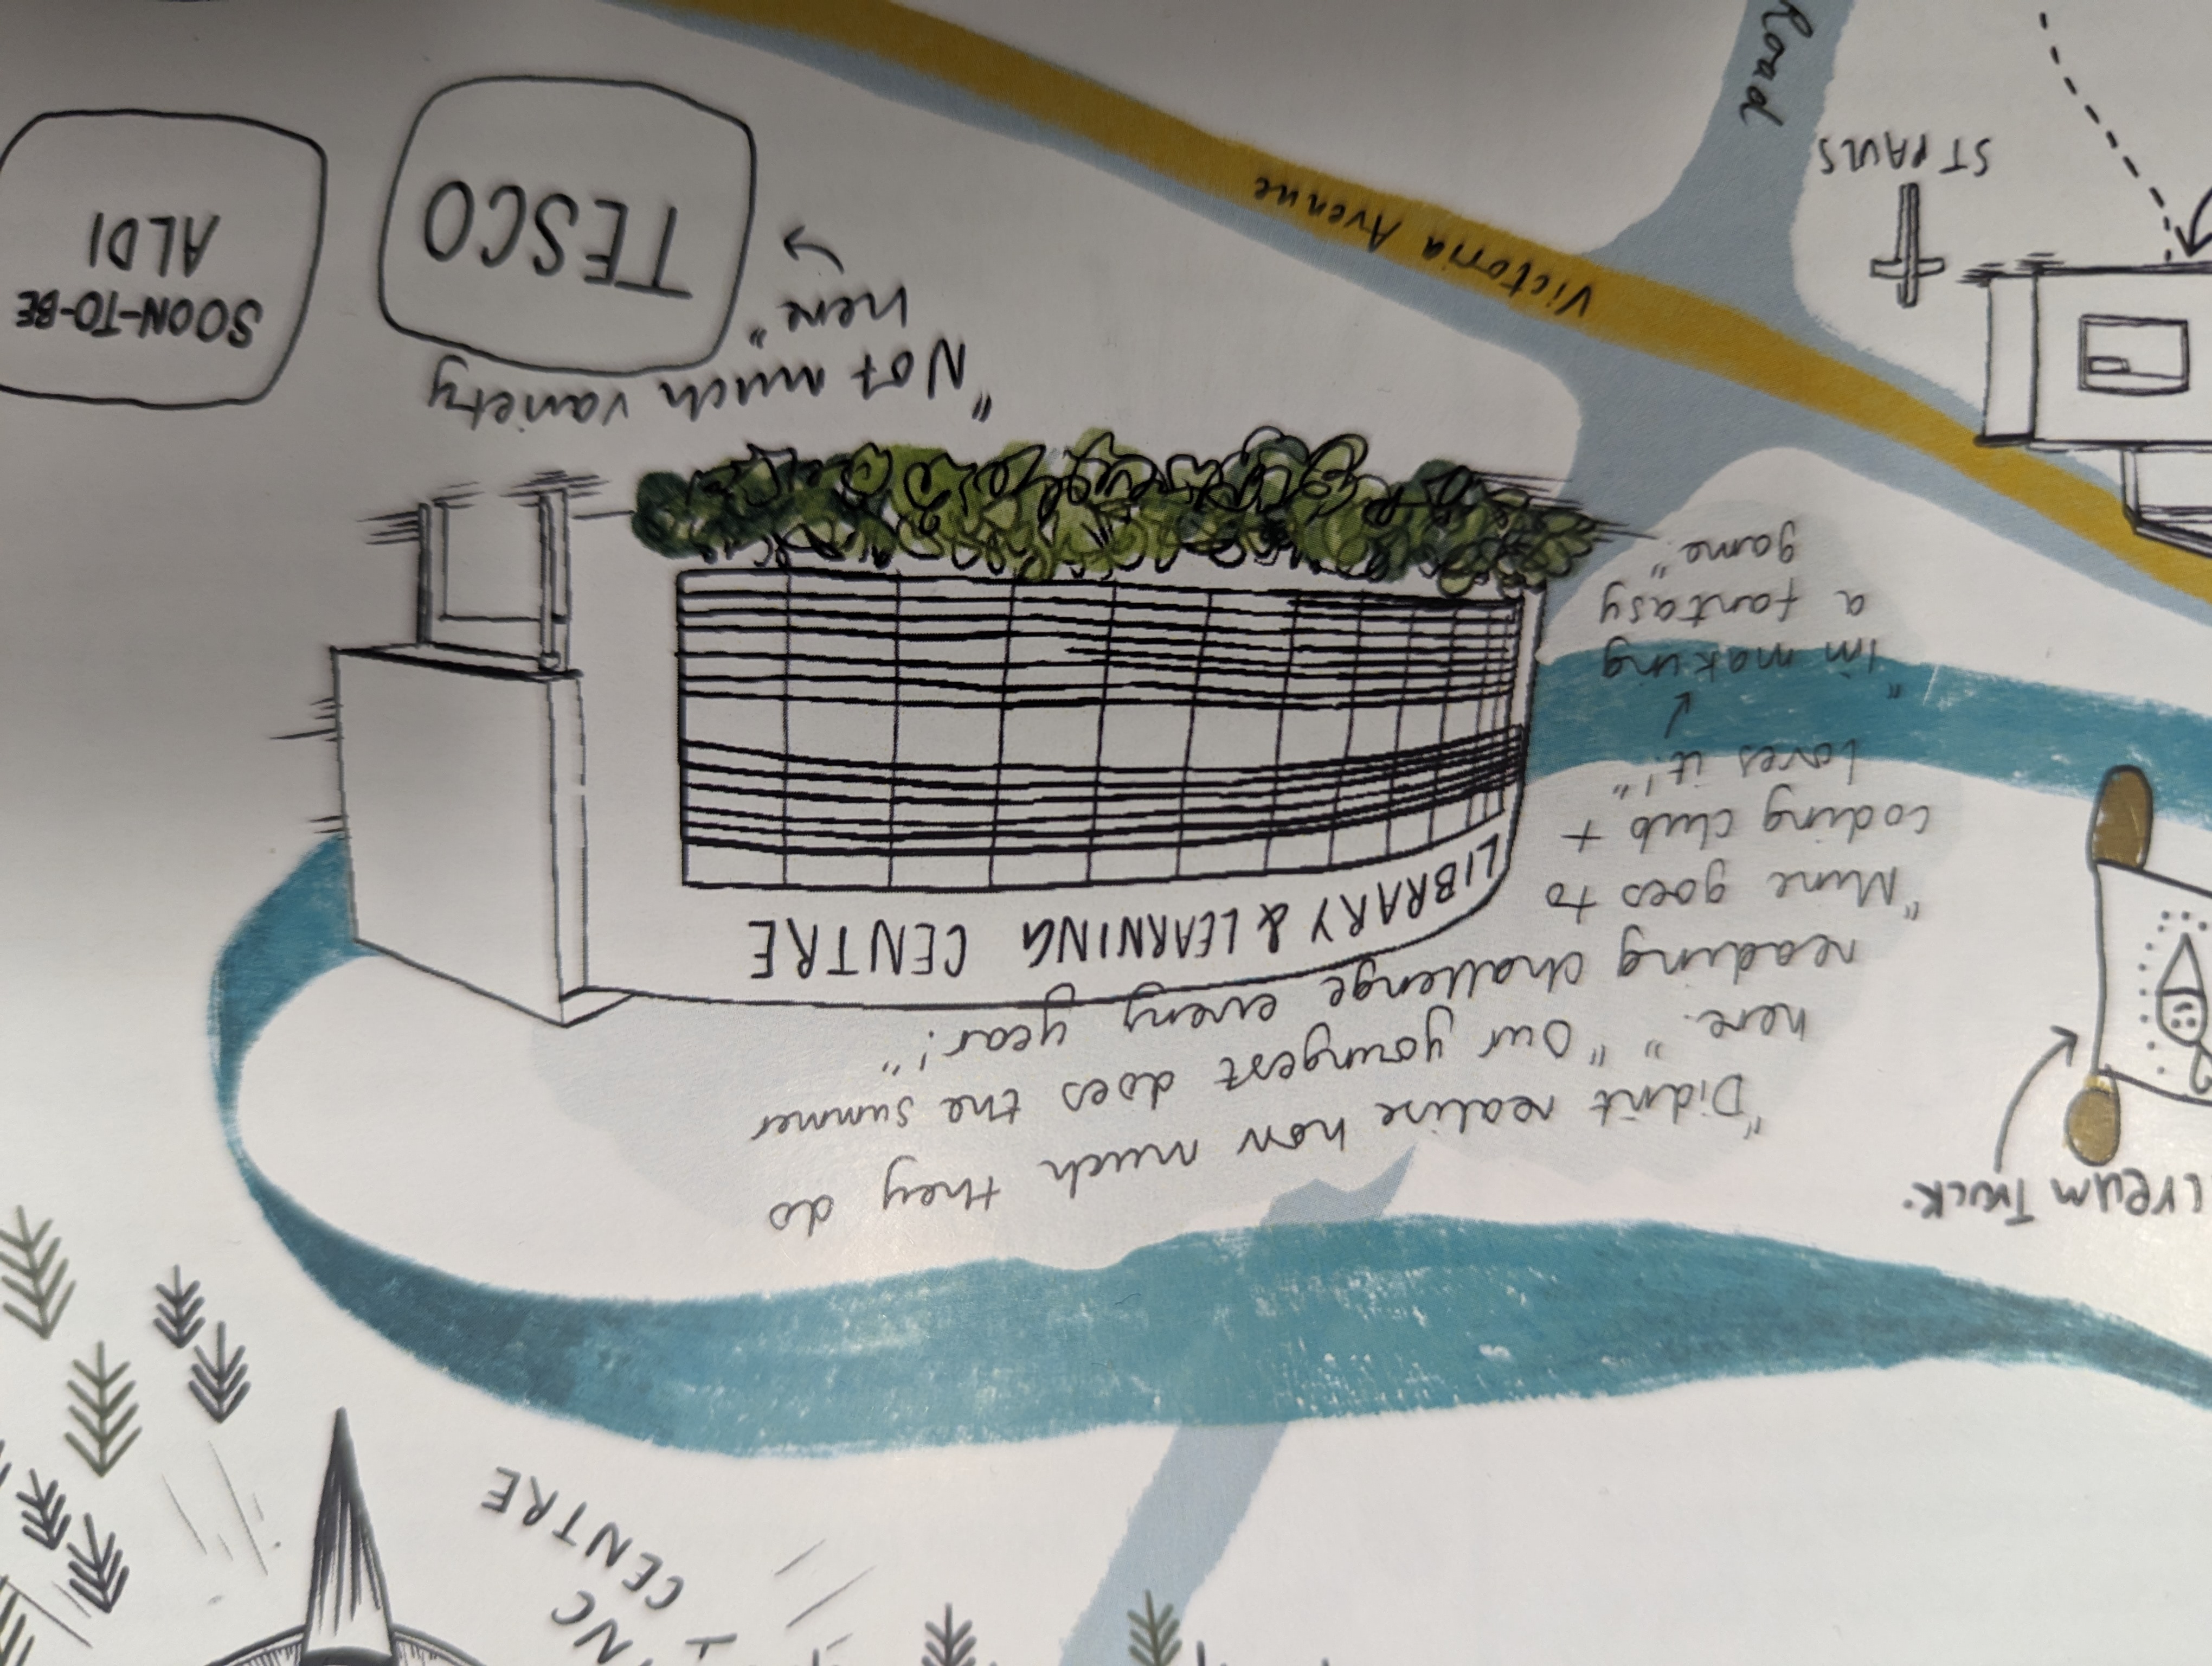 NC
Y CENTRE
cream Truck.
"Didn't realise how much they do
here." "Our youngest does the summer
reading challenge every year!"
"Mine goes to
coding club +
loves it!"
"I'm making
a fantasy
game"
LIBRARY & LEARNING CENTRE
"Not much variety
here"
TESCO
SOON-TO-BE
ALDI
Victoria Avenue
ST PAULS
Road